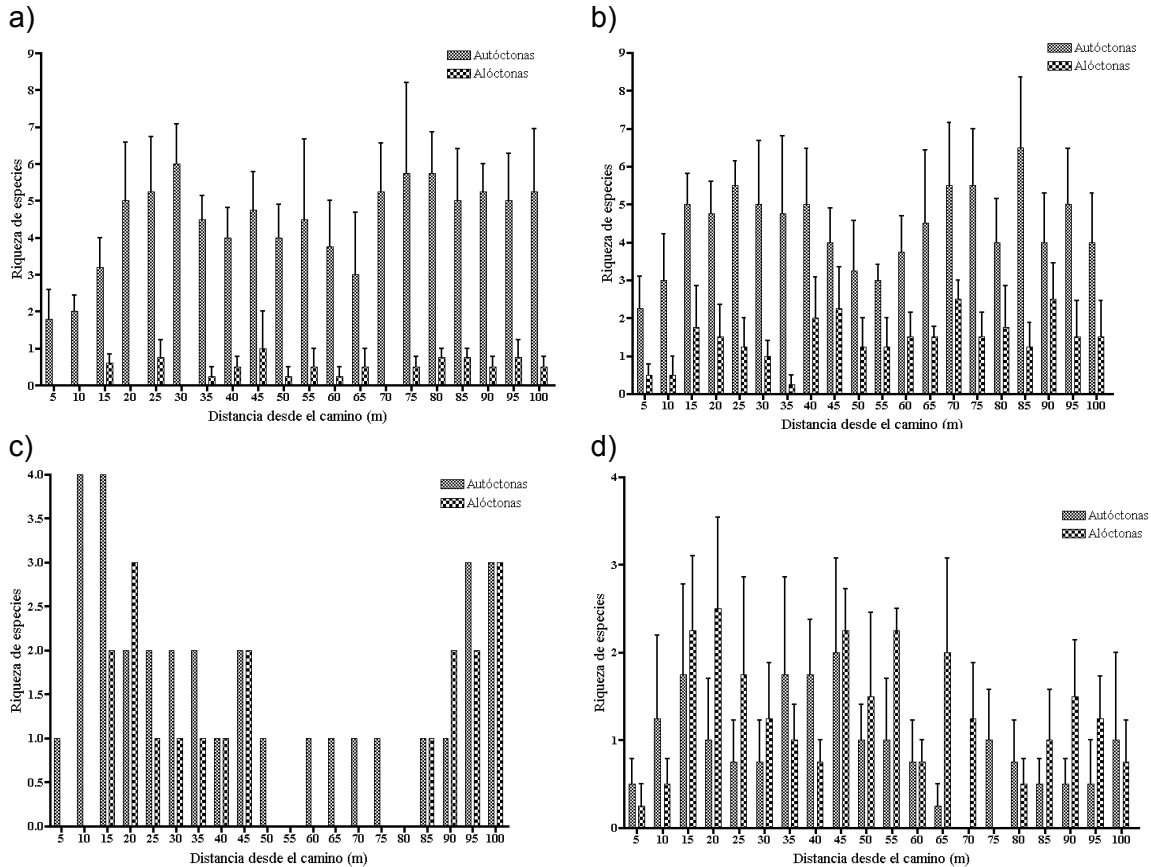 a)
9
8
7
6
5
4
3
2
1
0
Riqueza de especies
Autóctonas
Alóctonas
5 10 15 20 25 30 35 40 45 50 55 60 65 70 75 80 85 90 95 100
Distancia desde el camino (m)
b)
9
8
7
6
5
4
3
2
1
0
Riqueza de especies
Autóctonas
Alóctonas
5 10 15 20 25 30 35 40 45 50 55 60 65 70 75 80 85 90 95 100
Distancia desde el camino (m)
c)
4.0
3.5
3.0
2.5
2.0
1.5
1.0
0.5
0.0
Riqueza de especies
Autóctonas
Alóctonas
5 10 15 20 25 30 35 40 45 50 55 60 65 70 75 80 85 90 95 100
Distancia desde el camino (m)
d)
4
3
2
1
0
Riqueza de especies
Autóctonas
Alóctonas
5 10 15 20 25 30 35 40 45 50 55 60 65 70 75 80 85 90 95 100
Distancia desde el camino (m)